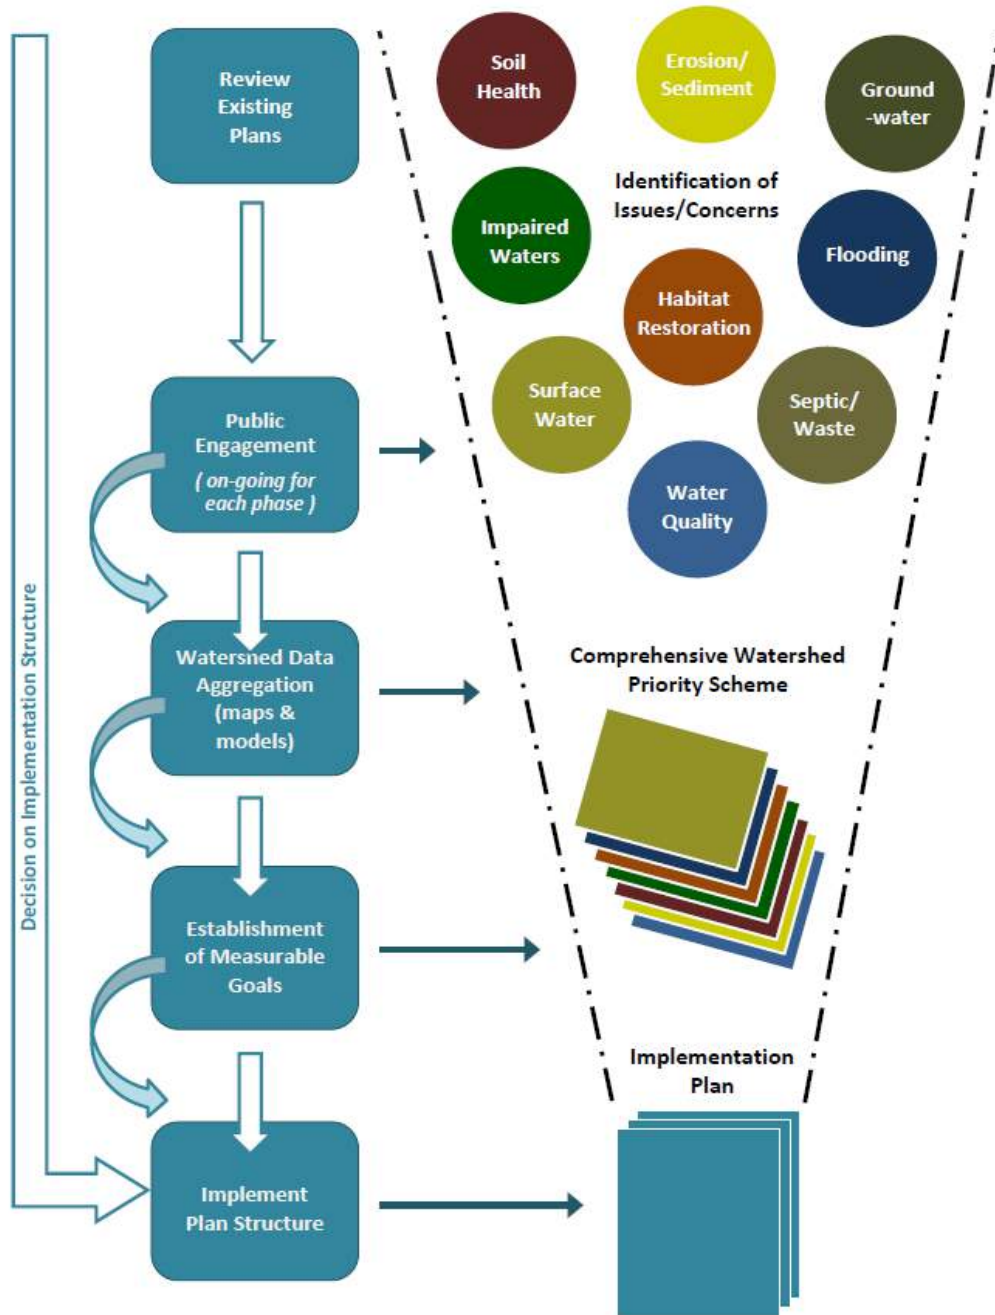 Review
Existing
Plans
Public
Engagement
( on-going for
each phase )
Watershed Data
Aggregation
(maps &
models)
Establishment
of Measurable
Goals
Implement
Plan Structure
Decision on Implementation Structure
Soil
Health
Erosion/
Sediment
Ground
-water
Identification of
Issues/Concerns
Impaired
Waters
Flooding
Habitat
Restoration
Surface
Water
Septic/
Waste
Water
Quality
Comprehensive Watershed
Priority Scheme
Implementation
Plan